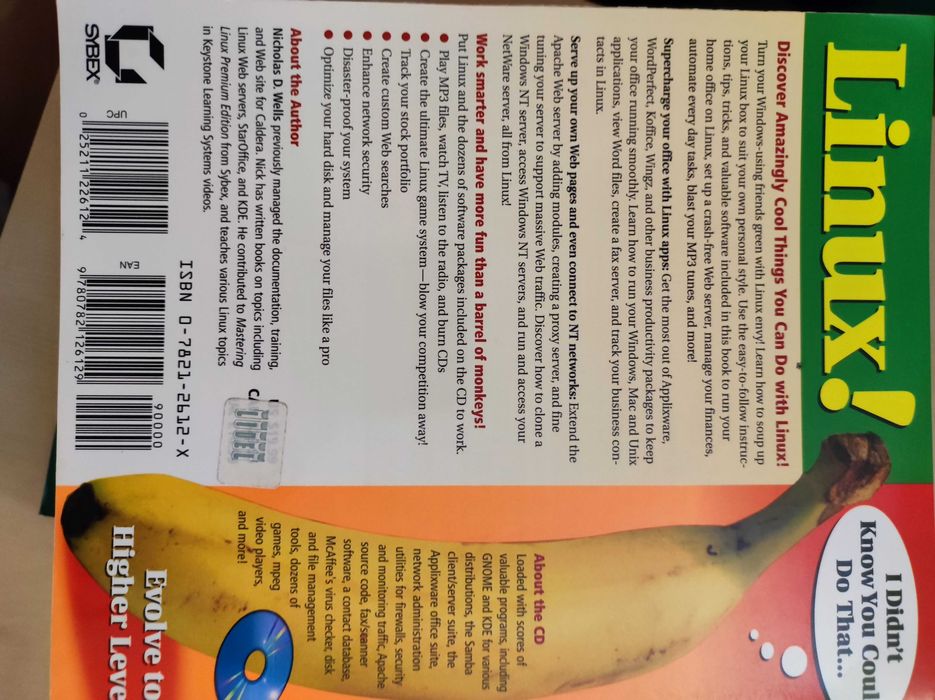 Linux!
I Didn't
Know You Coul
Do That...
Discover Amazingly Cool Things You Can Do with Linux!
Turn your Windows-using friends green with Linux envy! Learn how to soup up
your Linux box to suit your own personal style. Use the easy-to-follow instruc-
tions, tips, tricks, and valuable software included in this book to run your
home office on Linux, set up a crash-free Web server, manage your finances,
automate every day tasks, blast your MP3 tunes, and more!
Supercharge your office with Linux apps: Get the most out of Applixware,
WordPerfect, Koffice, Wingz, and other business productivity packages to keep
your office running smoothly. Learn how to run your Windows, Mac and Unix
applications, view Word files, create a fax server, and track your business con-
tacts in Linux.
Serve up your own Web pages and even connect to NT networks: Extend the
Apache Web server by adding modules, creating a proxy server, and fine
tuning your server to support massive Web traffic. Discover how to clone a
Windows NT server, access Windows NT servers, and run and access your
NetWare server, all from Linux!
Work smarter and have more fun than a barrel of monkeys!
Put Linux and the dozens of software packages included on the CD to work.
● Play MP3 files, watch TV, listen to the radio, and burn CDs
● Create the ultimate Linux game system—blow your competition away!
● Track your stock portfolio
● Create custom Web searches
● Enhance network security
● Disaster-proof your system
● Optimize your hard disk and manage your files like a pro
About the Author
Nicholas D. Wells previously managed the documentation, training,
and Web site for Caldera. Nick has written books on topics including
Linux Web servers, StarOffice, and KDE. He contributed to Mastering
Linux Premium Edition from Sybex, and teaches various Linux topics
in Keystone Learning Systems videos.
About the CD
Loaded with scores of
valuable programs, including
GNOME and KDE for various
distributions, the Samba
client/server suite, the
Applixware office suite,
network administration
utilities for firewalls, security
and monitoring traffic, Apache
source code, fax/scanner
software, a contact database,
McAffee's virus checker, disk
and file management
tools, dozens of
games, mpeg
video players,
and more!
Evolve to
Higher Leve
SYBEX®
UPC
0 25211 22612 4
EAN
ISBN 0-7821-2612-X
9 780782 126129
90000